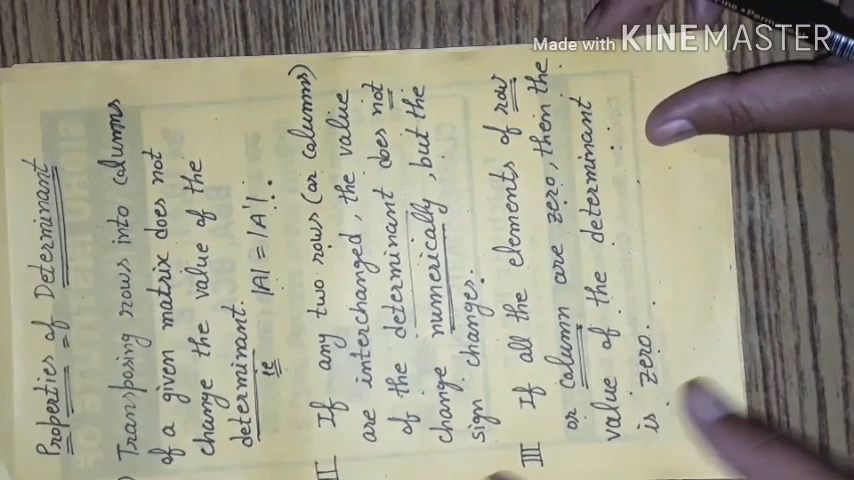 Made with KINEMASTER
Properties of Determinant
) Transposing rows into columns
of a given matrix does not
change the value of the
determinant.
ie |A| = |A'|.
II If any two rows (or columns)
are interchanged, the value
of the determinant does not
change numerically, but the
sign changes.
III If all the elements of row
or column are zero, then the
value of the determinant
is zero.